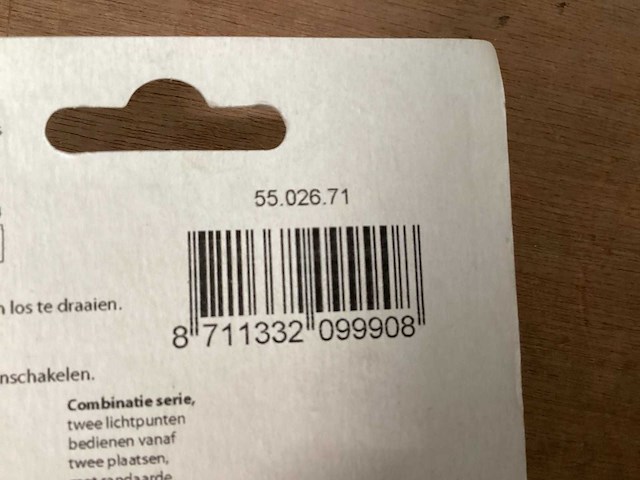 55.026.71
8 711332 099908
los te draaien.
nschakelen.
Combinatie serie,
twee lichtpunten
bedienen vanaf
twee plaatsen,